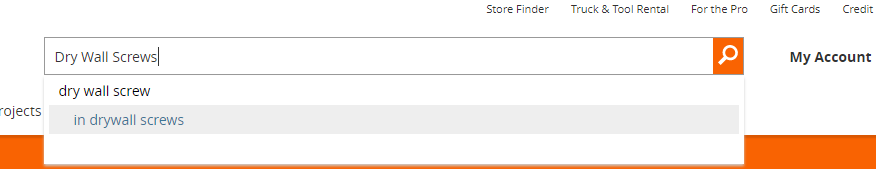 Store Finder Truck & Tool Rental For the Pro Gift Cards Credit
Dry Wall Screws My Account
dry wall screw
rojects in drywall screws